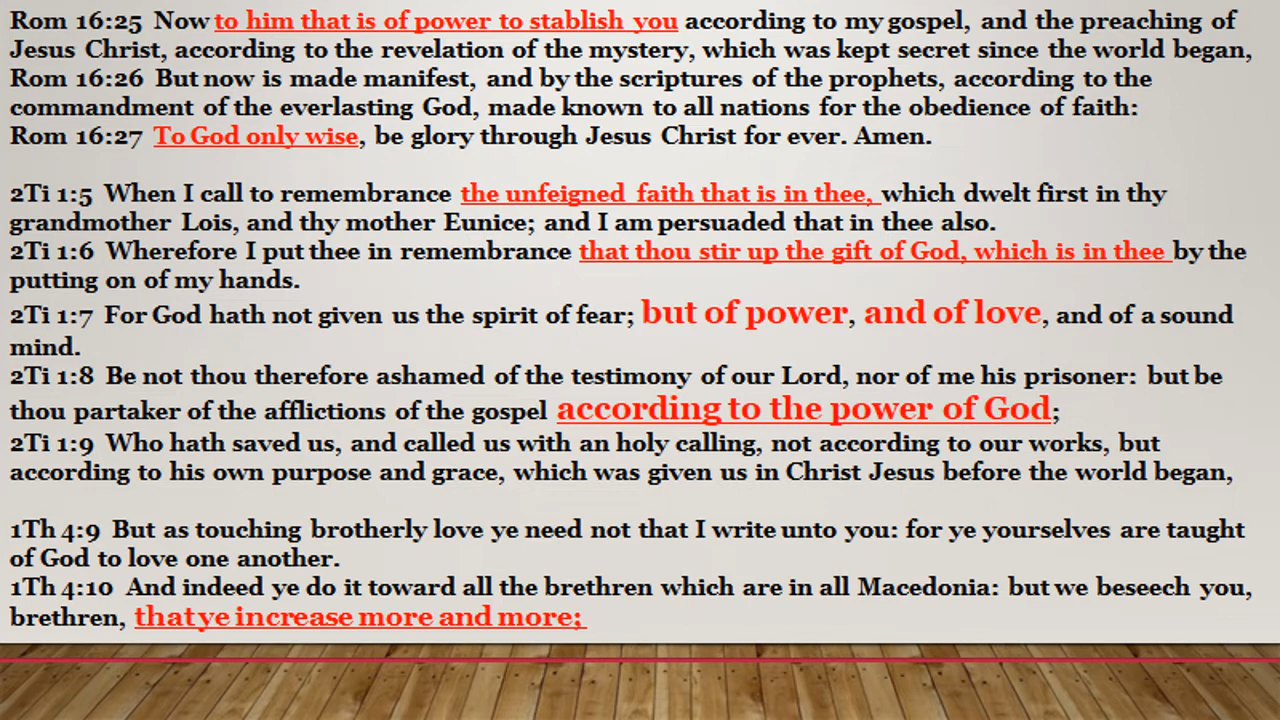 Rom 16:25 Now to him that is of power to stablish you according to my gospel, and the preaching of
Jesus Christ, according to the revelation of the mystery, which was kept secret since the world began,
Rom 16:26 But now is made manifest, and by the scriptures of the prophets, according to the
commandment of the everlasting God, made known to all nations for the obedience of faith:
Rom 16:27 To God only wise, be glory through Jesus Christ for ever. Amen.
2Ti 1:5 When I call to remembrance the unfeigned faith that is in thee, which dwelt first in thy
grandmother Lois, and thy mother Eunice; and I am persuaded that in thee also.
2Ti 1:6 Wherefore I put thee in remembrance that thou stir up the gift of God, which is in thee by the
putting on of my hands.
2Ti 1:7 For God hath not given us the spirit of fear; but of power, and of love, and of a sound
mind.
2Ti 1:8 Be not thou therefore ashamed of the testimony of our Lord, nor of me his prisoner: but be
thou partaker of the afflictions of the gospel according to the power of God;
2Ti 1:9 Who hath saved us, and called us with an holy calling, not according to our works, but
according to his own purpose and grace, which was given us in Christ Jesus before the world began,
1Th 4:9 But as touching brotherly love ye need not that I write unto you: for ye yourselves are taught
of God to love one another.
1Th 4:10 And indeed ye do it toward all the brethren which are in all Macedonia: but we beseech you,
brethren, that ye increase more and more;